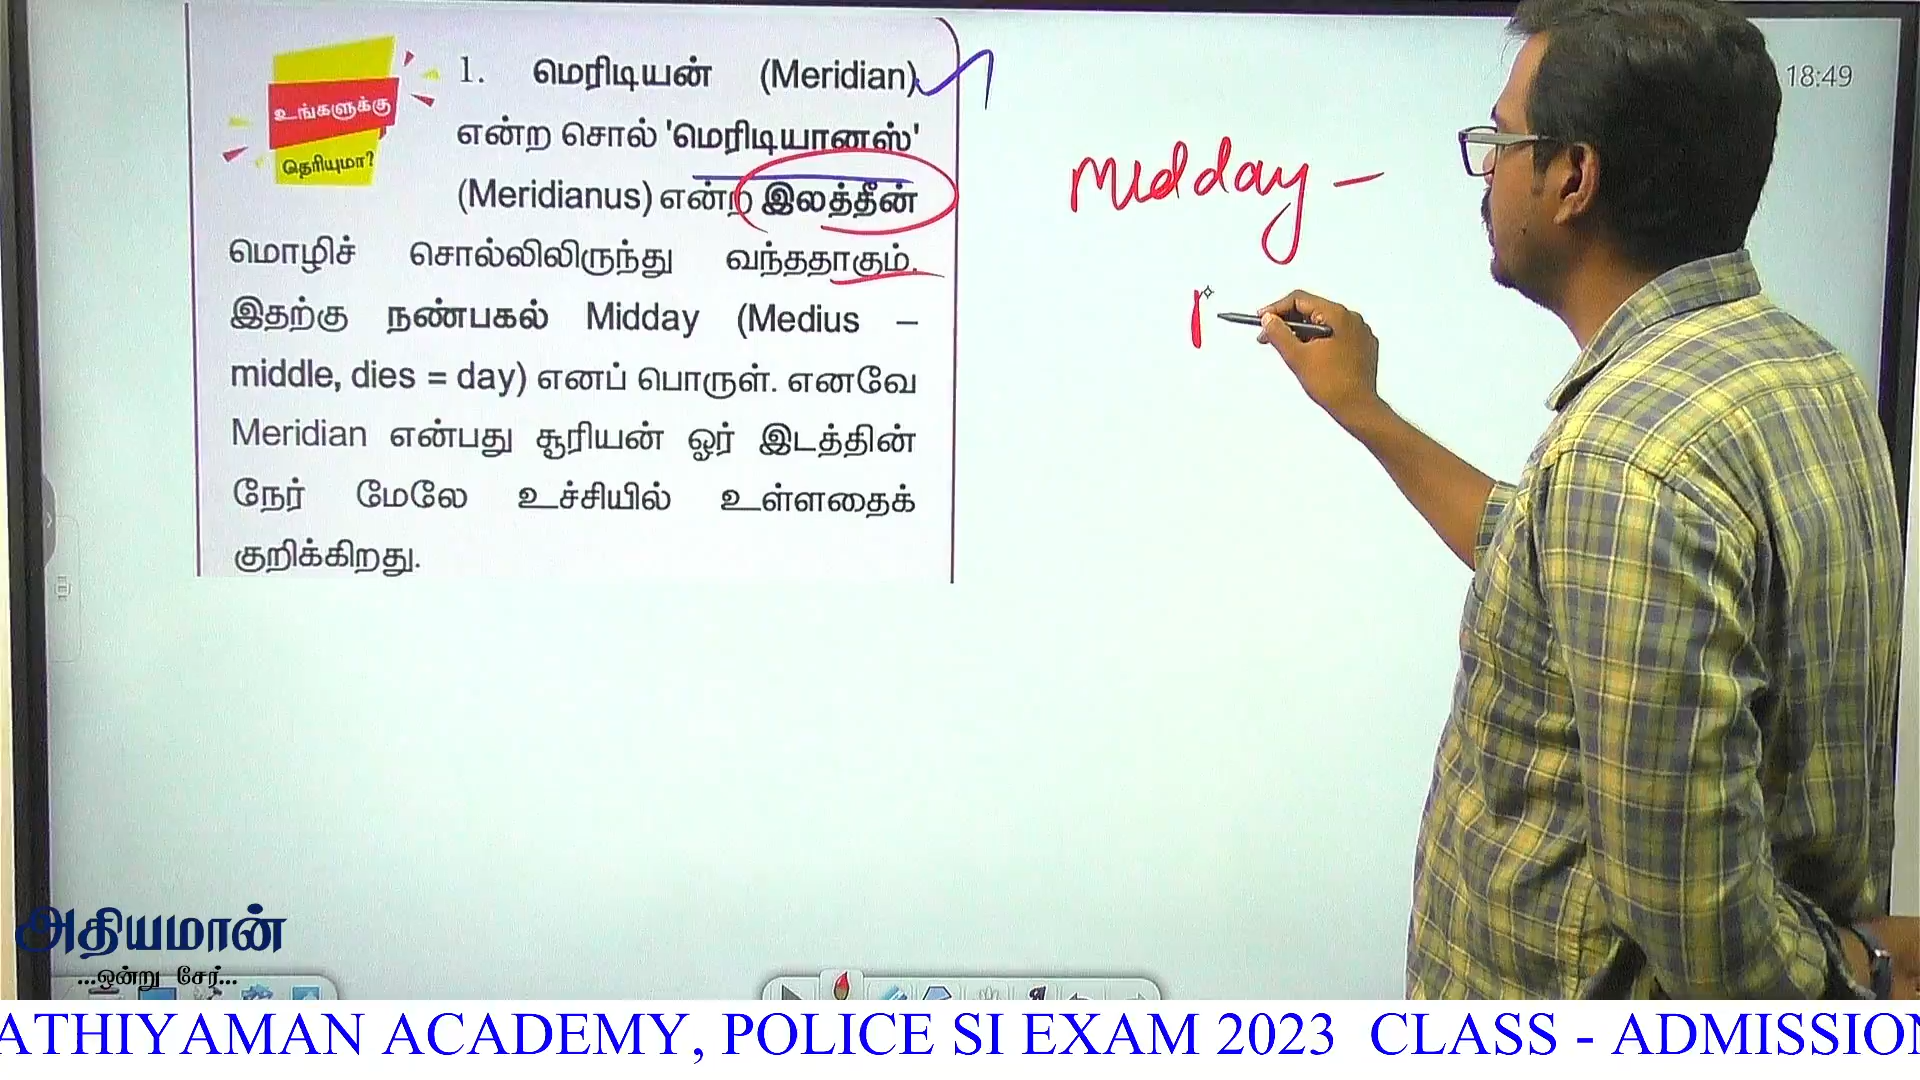 உங்களுக்கு
தெரியுமா?
1. மெரிடியன் (Meridian)
என்ற சொல் 'மெரிடியானஸ்'
(Meridianus) என்ற இலத்தீன்
மொழிச் சொல்லிலிருந்து வந்ததாகும்.
இதற்கு நண்பகல் Midday (Medius –
middle, dies = day) எனப் பொருள். எனவே
Meridian என்பது சூரியன் ஓர் இடத்தின்
நேர் மேலே உச்சியில் உள்ளதைக்
குறிக்கிறது.
Midday –
18:49
அதியமான்
...ஒன்று சேர்...
ATHIYAMAN ACADEMY, POLICE SI EXAM 2023 CLASS - ADMISSION